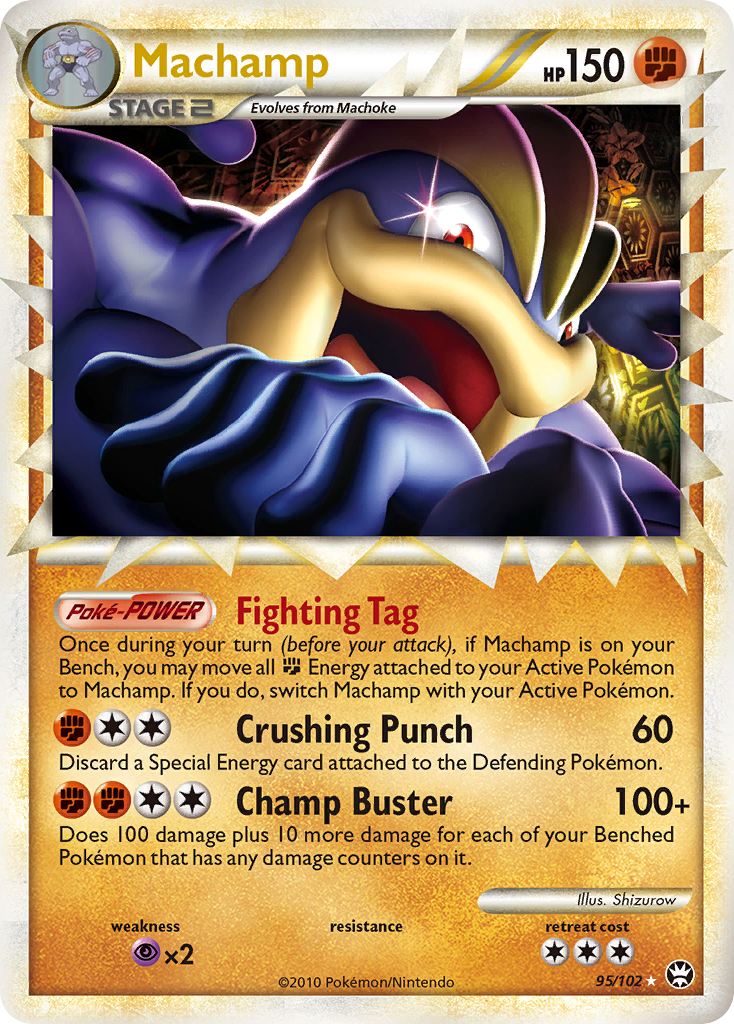 Machamp
HP150
STAGE 2
Evolves from Machoke
Poké-POWER Fighting Tag
Once during your turn (before your attack), if Machamp is on your
Bench, you may move all Energy attached to your Active Pokémon
to Machamp. If you do, switch Machamp with your Active Pokémon.
Crushing Punch 60
Discard a Special Energy card attached to the Defending Pokémon.
Champ Buster 100+
Does 100 damage plus 10 more damage for each of your Benched
Pokémon that has any damage counters on it.
Illus. Shizurow
weakness resistance retreat cost
×2
©2010 Pokémon/Nintendo
95/102